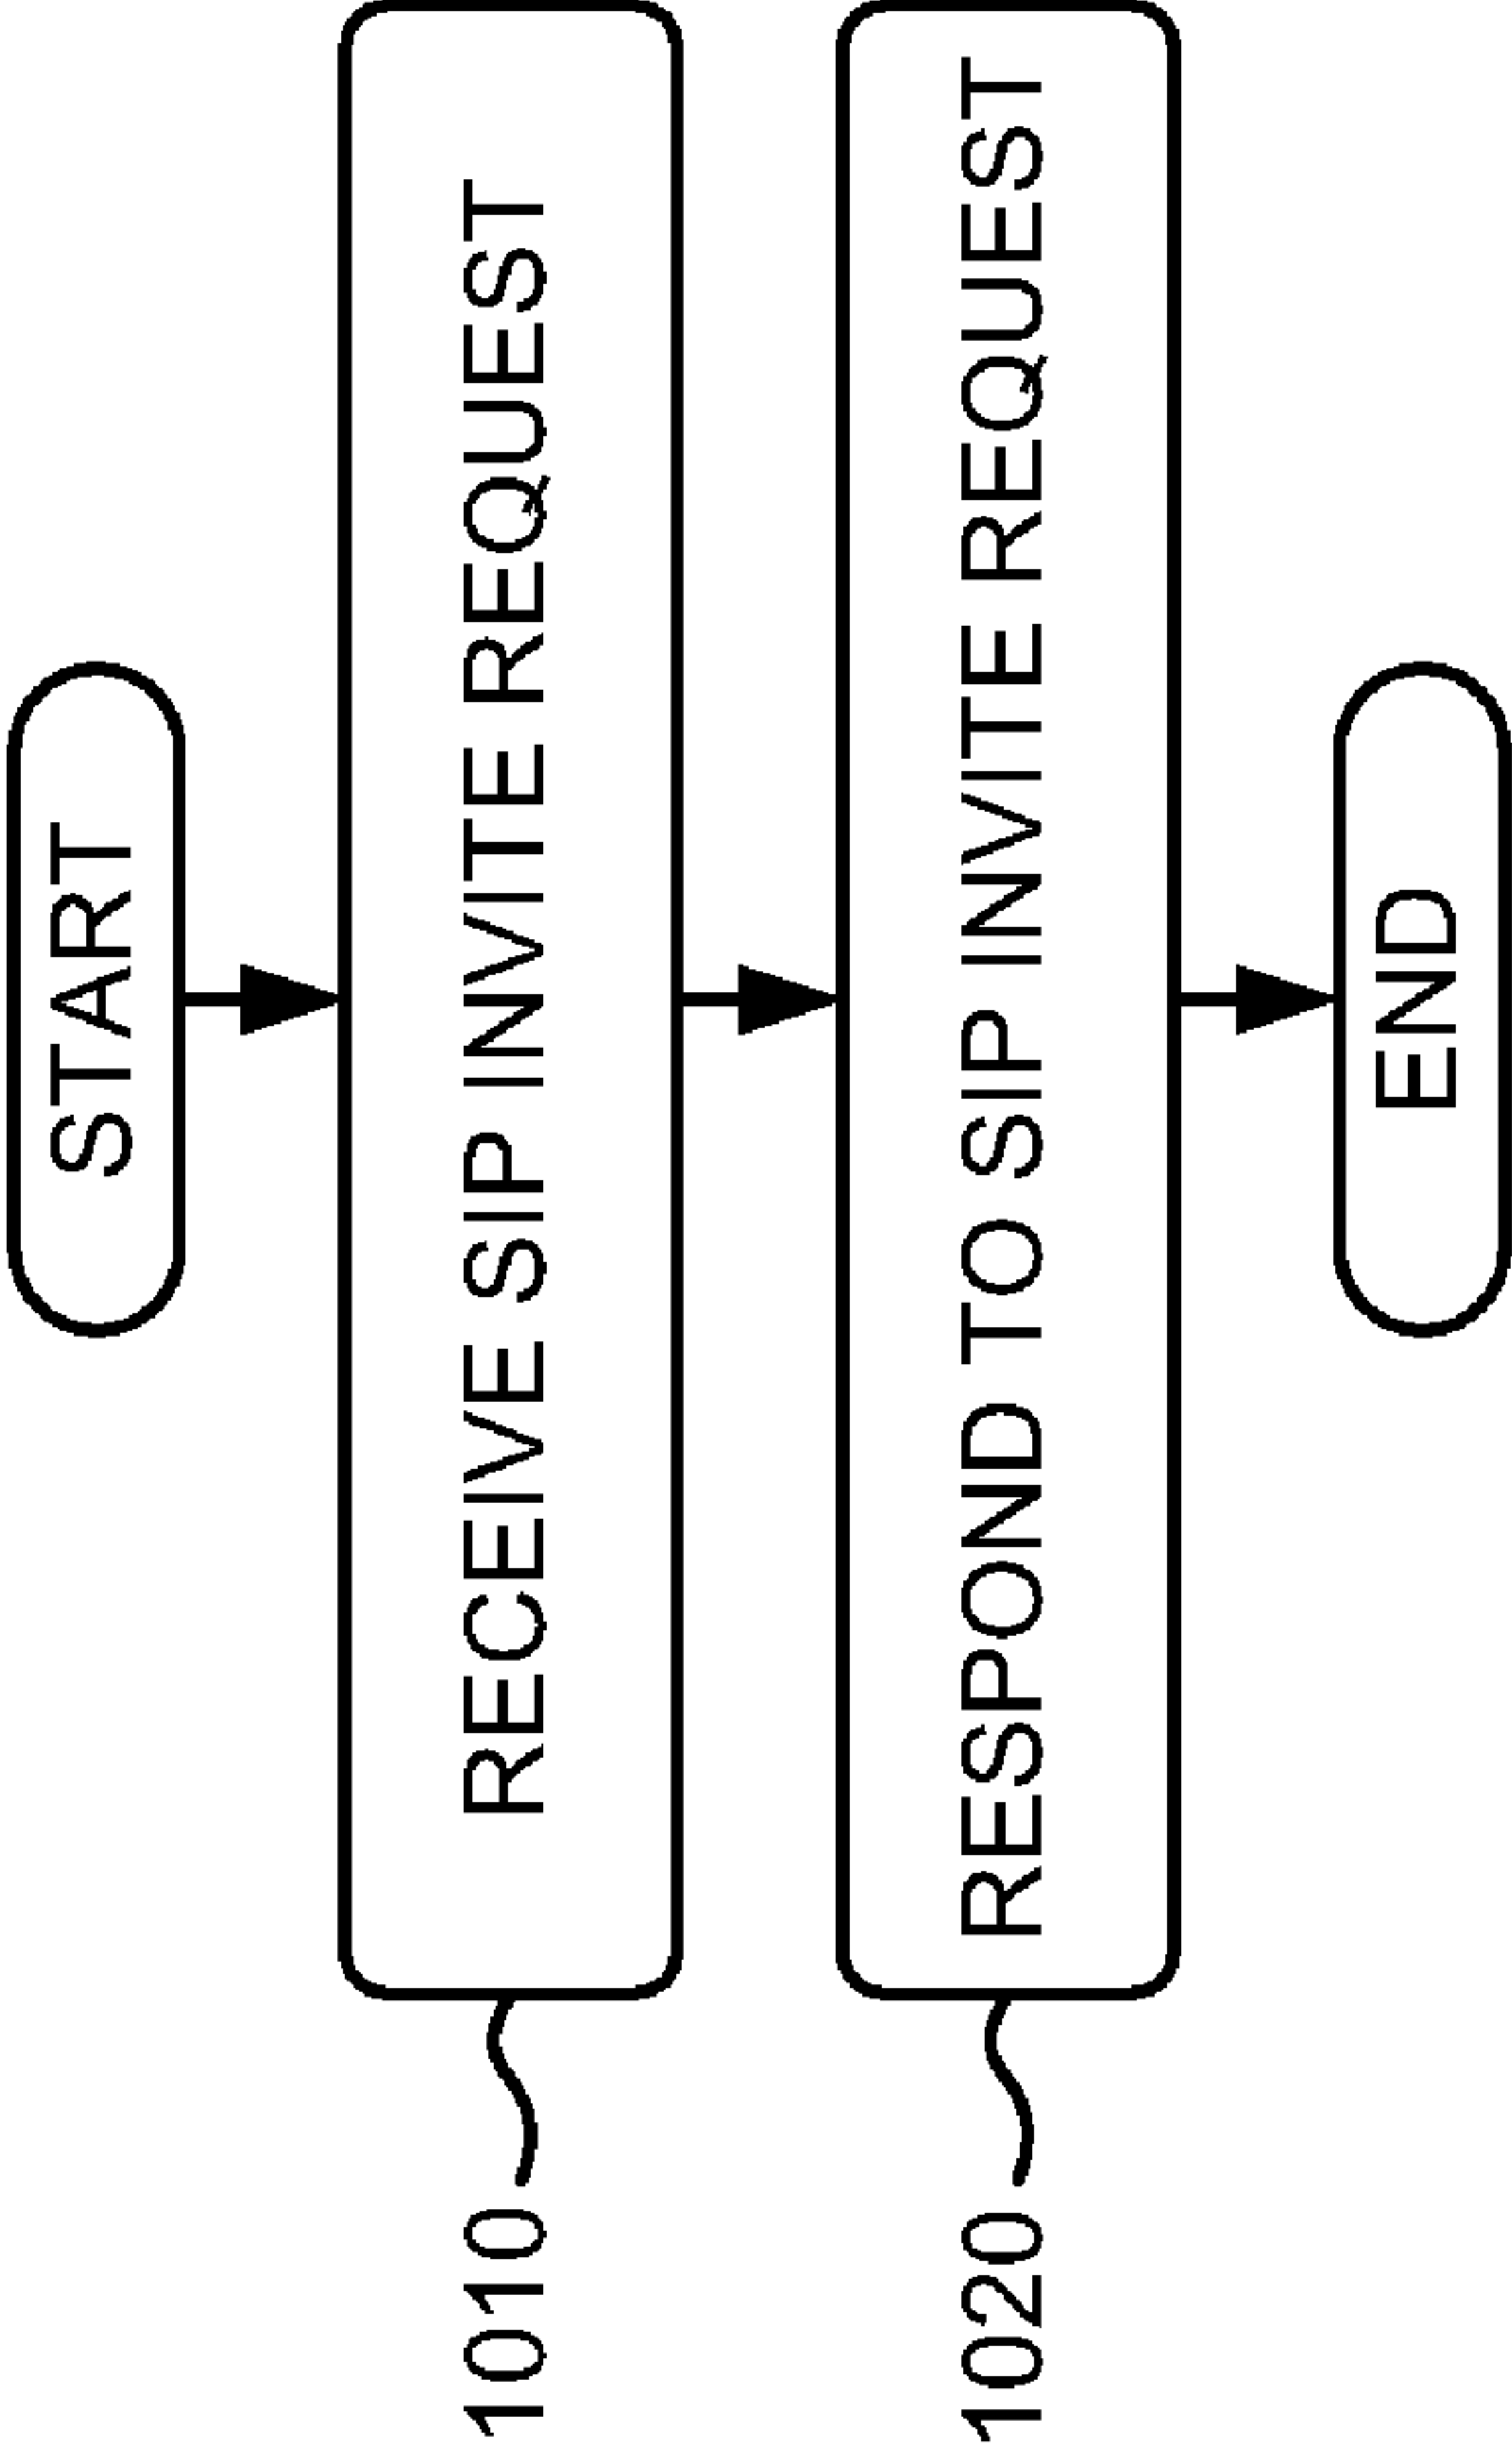 START
1010
RECEIVE SIP INVITE REQUEST
1020
RESPOND TO SIP INVITE REQUEST
END